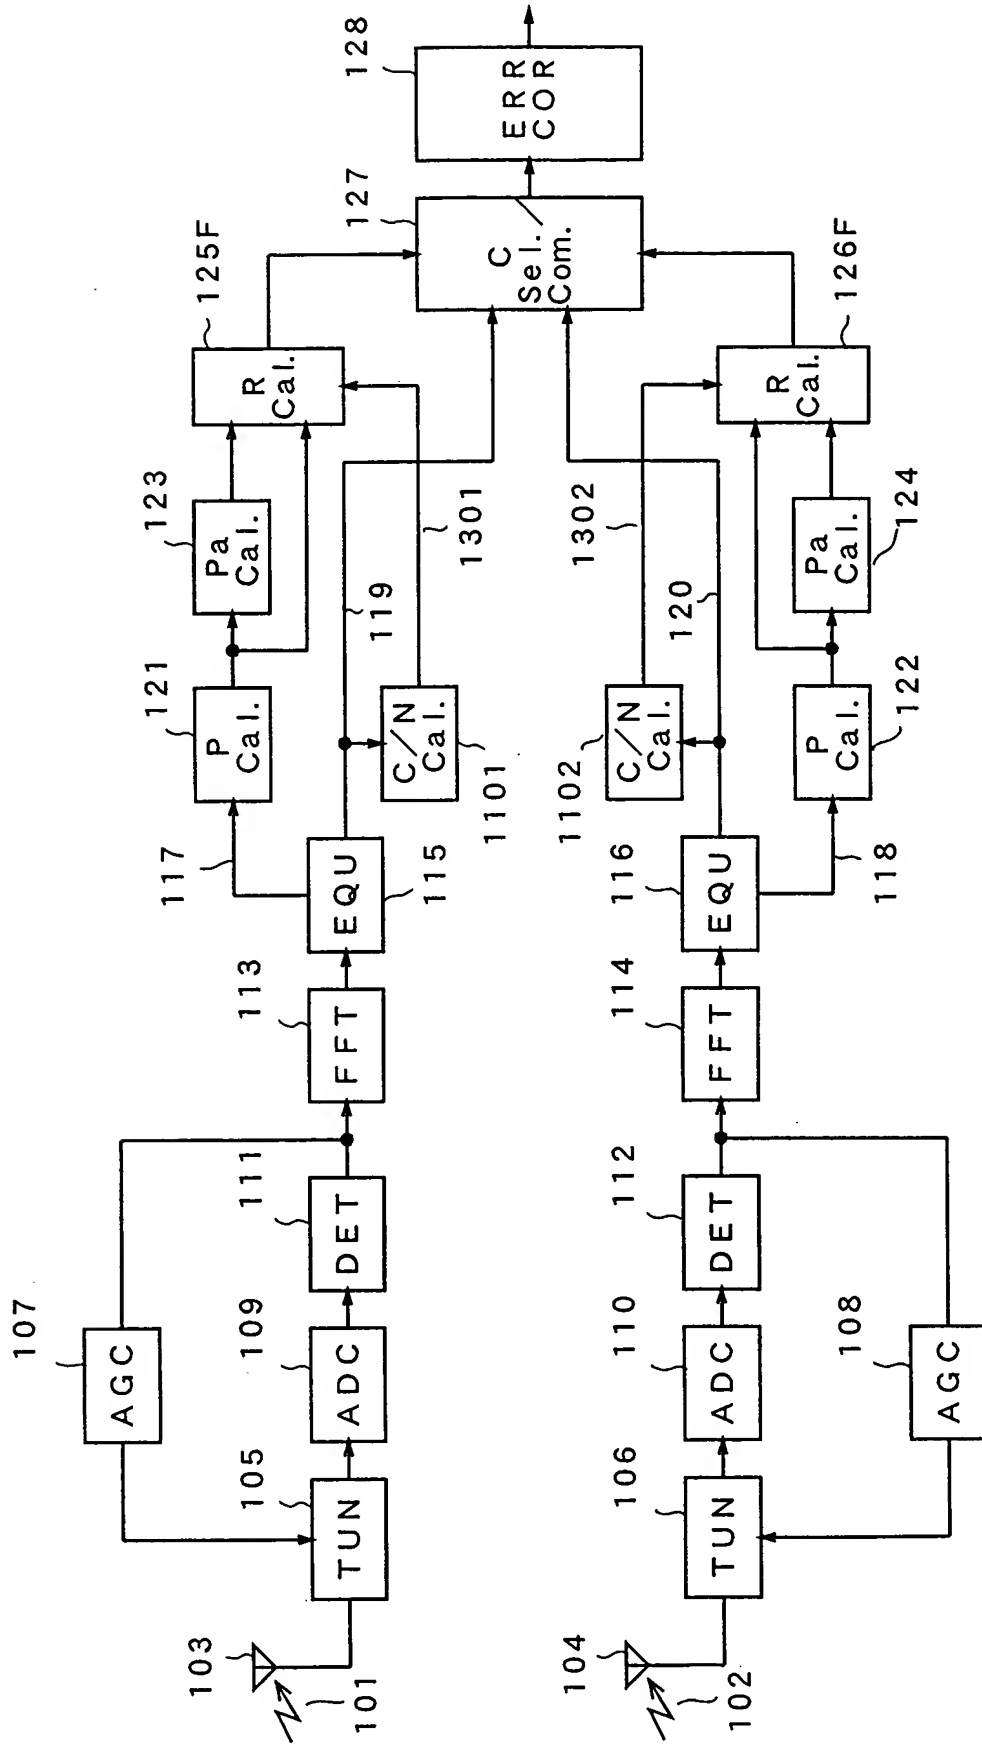 107
AGC
103
101
105
TUN
109
ADC
111
DET
113
FFT
115
EQU
117
121
P
Cal.
123
Pa
Cal.
125F
R
Cal.
119
1101
C/N
Cal.
1301
127
C
Sel./
Com.
128
ERR
COR
104
102
106
TUN
110
ADC
112
DET
114
FFT
116
EQU
1102
C/N
Cal.
1302
120
118
122
P
Cal.
124
Pa
Cal.
126F
R
Cal.
108
AGC